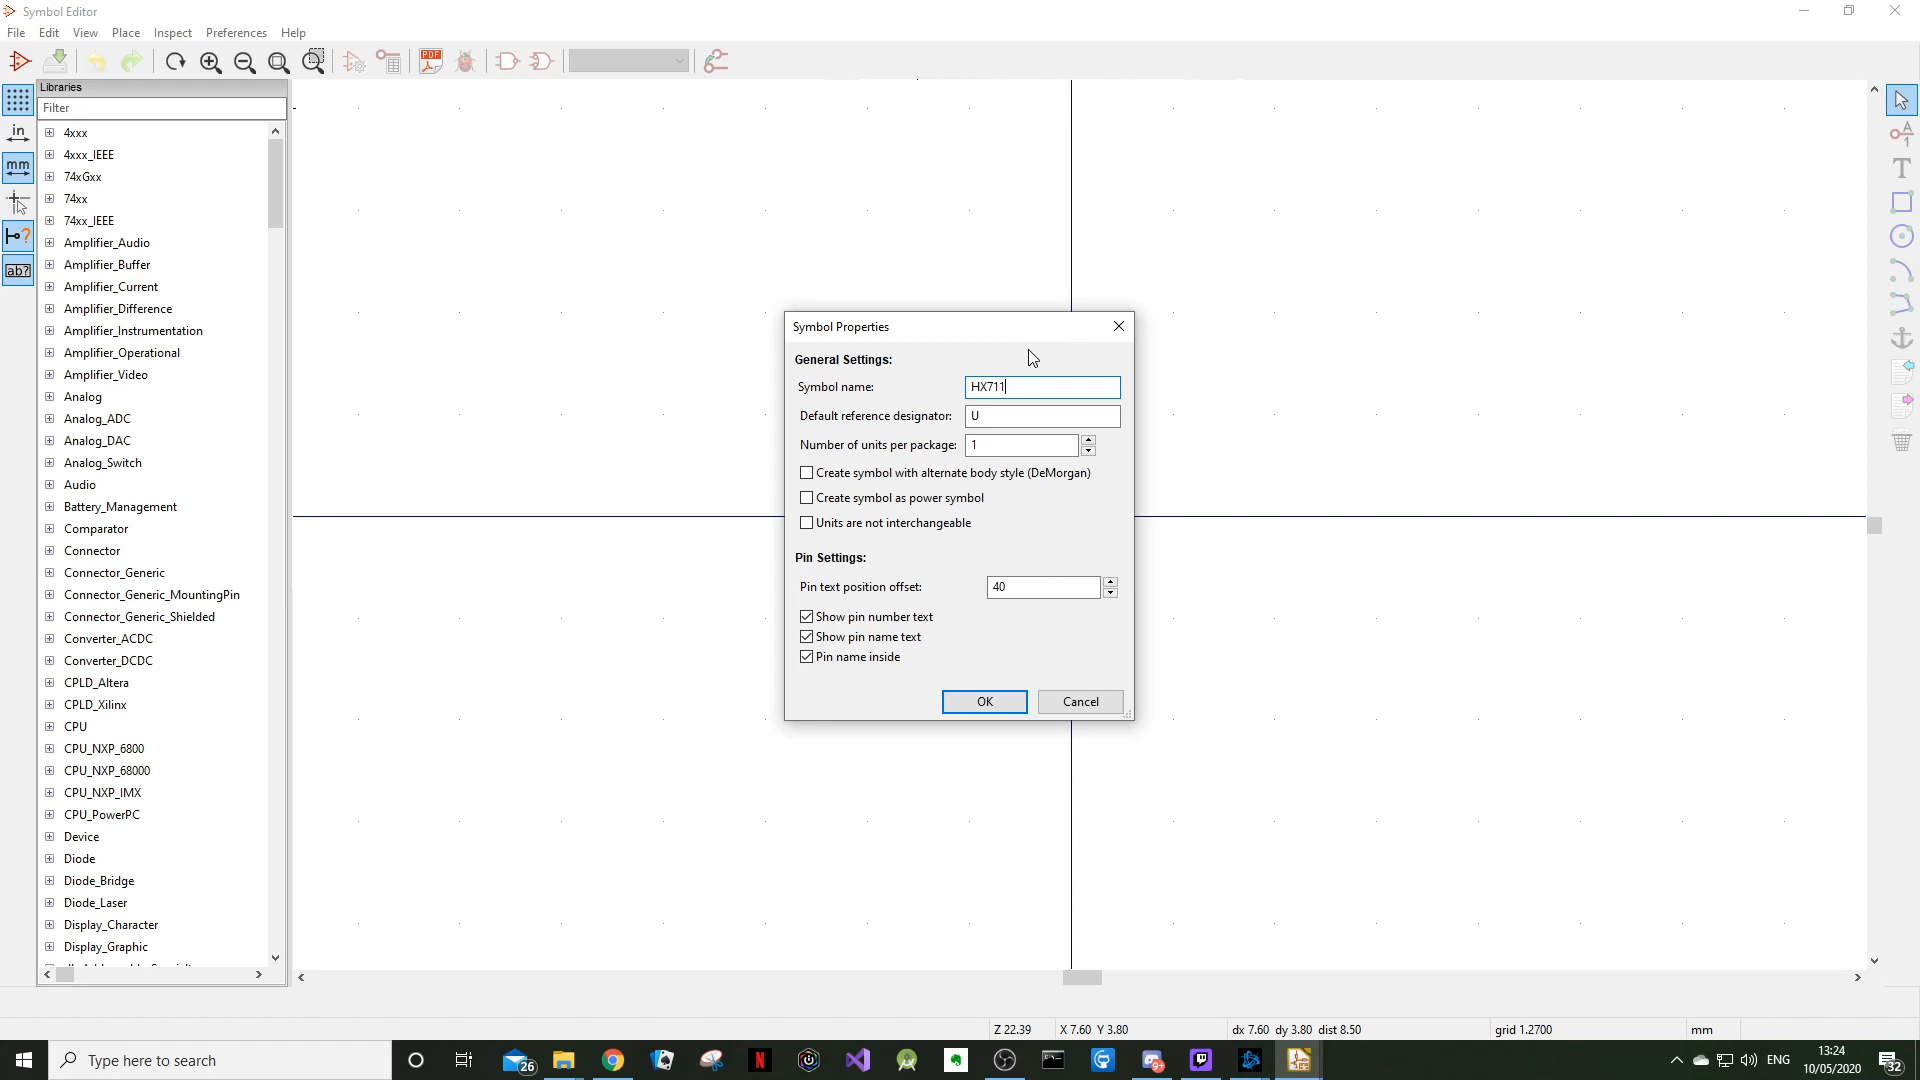 Symbol Editor
File Edit View Place Inspect Preferences Help
PDF
Libraries
Filter
in
mm
ab?
4xxx
4xxx_IEEE
74xGxx
74xx
74xx_IEEE
Amplifier_Audio
Amplifier_Buffer
Amplifier_Current
Amplifier_Difference
Amplifier_Instrumentation
Amplifier_Operational
Amplifier_Video
Analog
Analog_ADC
Analog_DAC
Analog_Switch
Audio
Battery_Management
Comparator
Connector
Connector_Generic
Connector_Generic_MountingPin
Connector_Generic_Shielded
Converter_ACDC
Converter_DCDC
CPLD_Altera
CPLD_Xilinx
CPU
CPU_NXP_6800
CPU_NXP_68000
CPU_NXP_IMX
CPU_PowerPC
Device
Diode
Diode_Bridge
Diode_Laser
Display_Character
Display_Graphic
Symbol Properties
General Settings:
Symbol name: HX711
Default reference designator: U
Number of units per package: 1
Create symbol with alternate body style (DeMorgan)
Create symbol as power symbol
Units are not interchangeable
Pin Settings:
Pin text position offset: 40
Show pin number text
Show pin name text
Pin name inside
OK Cancel
A
1
T
Z 22.39 X 7.60 Y 3.80 dx 7.60 dy 3.80 dist 8.50 grid 1.2700 mm
Type here to search
26
N
9+
ENG
13:24
10/05/2020
32